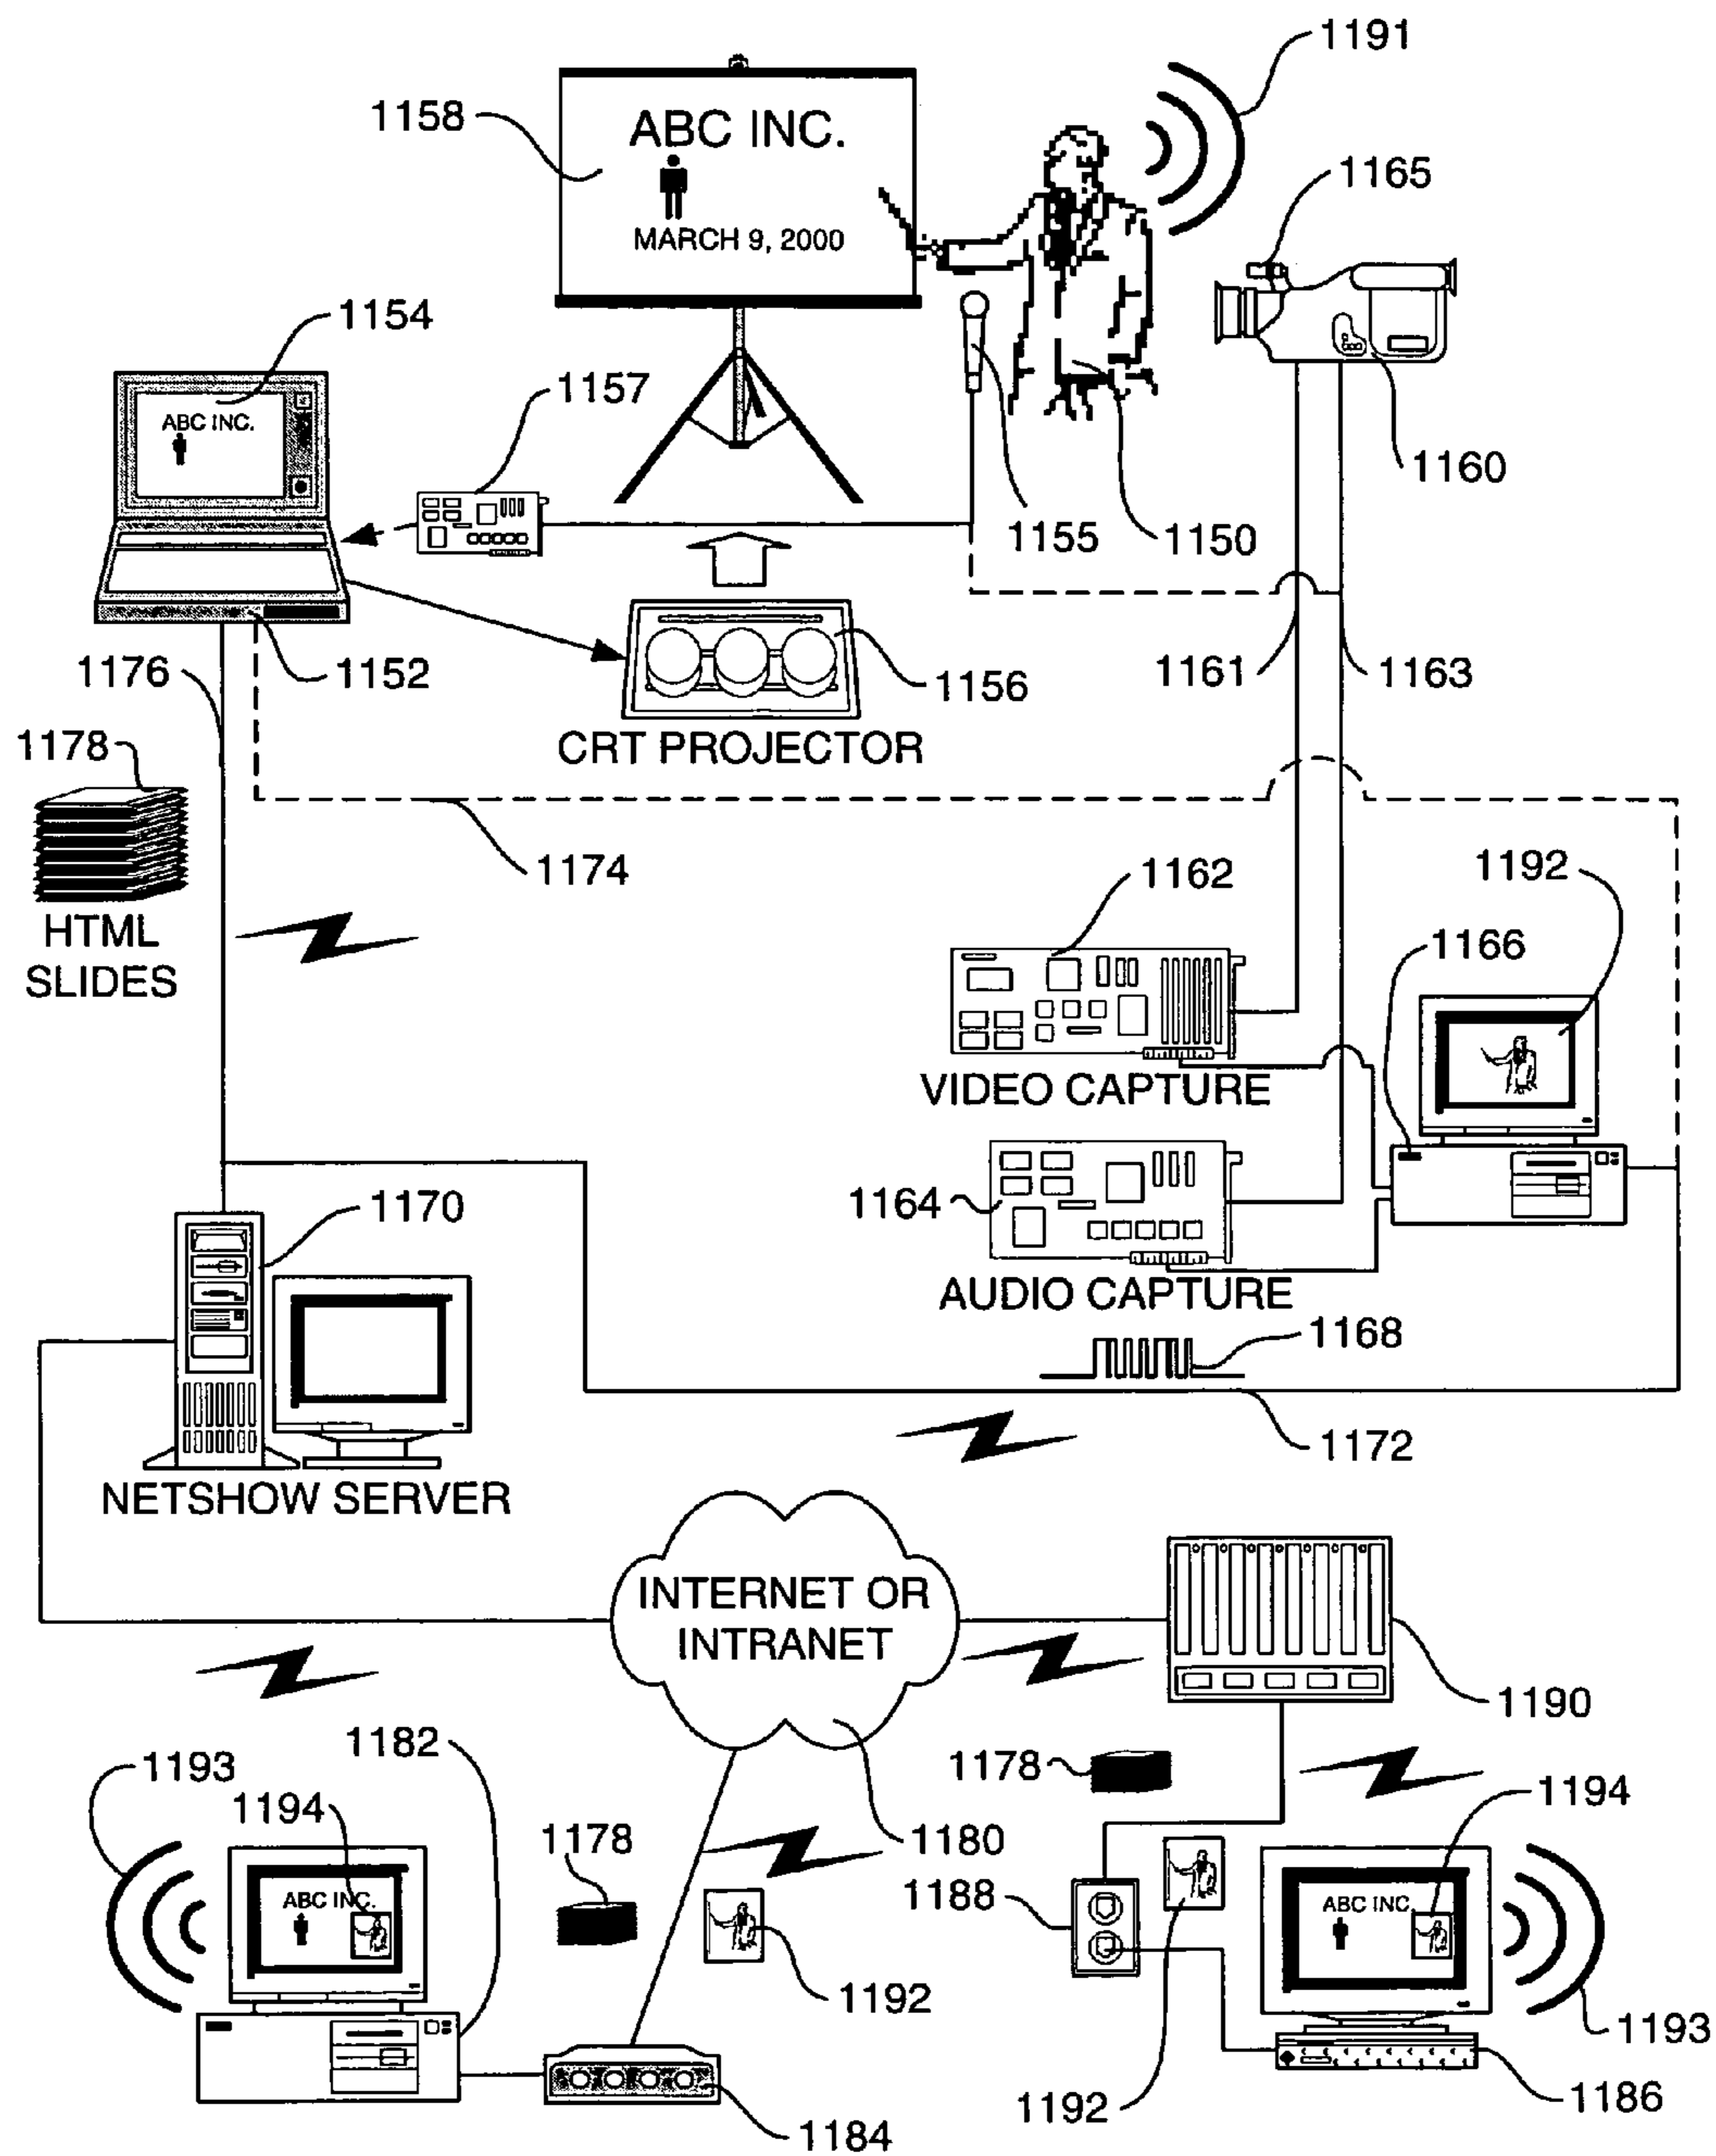 1191
1158
ABC INC.
MARCH 9, 2000
1165
1154
ABC INC.
1157
1160
1155
1150
1176
1152
1156
1161
1163
CRT PROJECTOR
1178
HTML
SLIDES
1174
1162
1192
1166
VIDEO CAPTURE
1170
1164
AUDIO CAPTURE
1168
1172
NETSHOW SERVER
INTERNET OR
INTRANET
1190
1182
1193
1194
1178
1180
1178
1194
ABC INC.
1192
1188
1192
ABC INC.
1193
1184
1186